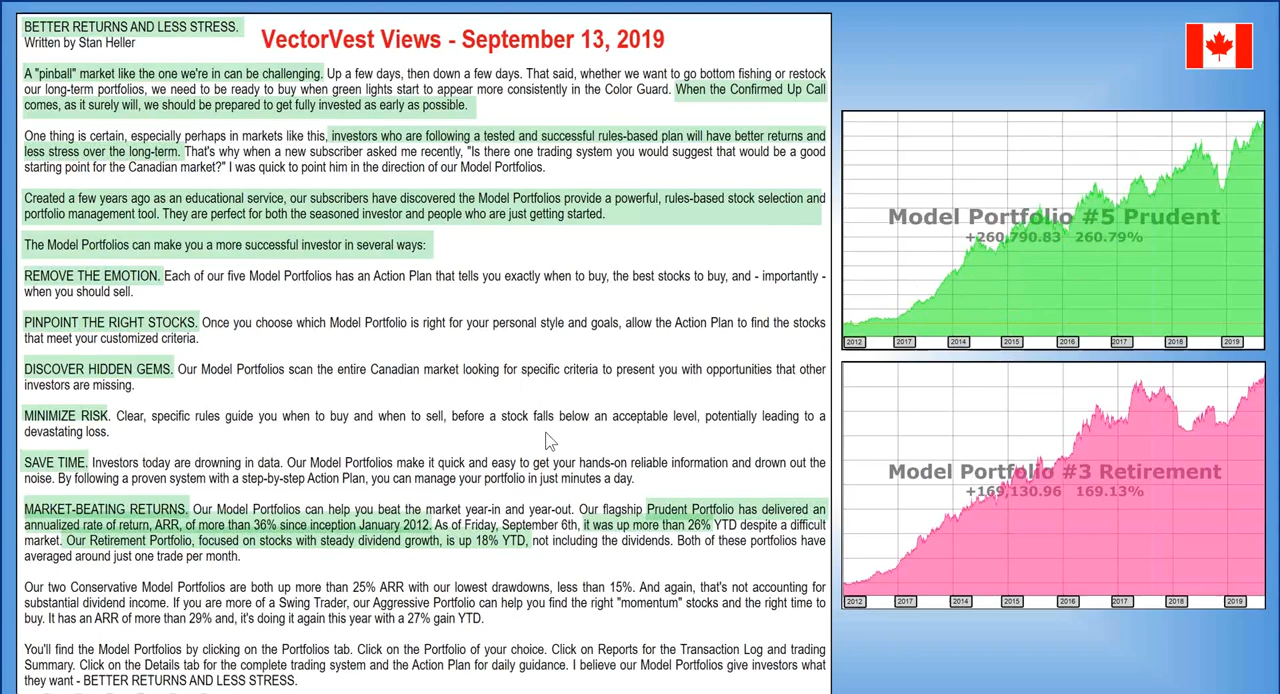 BETTER RETURNS AND LESS STRESS.
Written by Stan Heller
VectorVest Views - September 13, 2019
A "pinball" market like the one we're in can be challenging. Up a few days, then down a few days. That said, whether we want to go bottom fishing or restock
our long-term portfolios, we need to be ready to buy when green lights start to appear more consistently in the Color Guard. When the Confirmed Up Call
comes, as it surely will, we should be prepared to get fully invested as early as possible.
One thing is certain, especially perhaps in markets like this, investors who are following a tested and successful rules-based plan will have better returns and
less stress over the long-term. That's why when a new subscriber asked me recently, "Is there one trading system you would suggest that would be a good
starting point for the Canadian market?" I was quick to point him in the direction of our Model Portfolios.
Created a few years ago as an educational service, our subscribers have discovered the Model Portfolios provide a powerful, rules-based stock selection and
portfolio management tool. They are perfect for both the seasoned investor and people who are just getting started.
The Model Portfolios can make you a more successful investor in several ways:
REMOVE THE EMOTION. Each of our five Model Portfolios has an Action Plan that tells you exactly when to buy, the best stocks to buy, and - importantly -
when you should sell.
PINPOINT THE RIGHT STOCKS. Once you choose which Model Portfolio is right for your personal style and goals, allow the Action Plan to find the stocks
that meet your customized criteria.
DISCOVER HIDDEN GEMS. Our Model Portfolios scan the entire Canadian market looking for specific criteria to present you with opportunities that other
investors are missing.
MINIMIZE RISK. Clear, specific rules guide you when to buy and when to sell, before a stock falls below an acceptable level, potentially leading to a
devastating loss.
SAVE TIME. Investors today are drowning in data. Our Model Portfolios make it quick and easy to get your hands-on reliable information and drown out the
noise. By following a proven system with a step-by-step Action Plan, you can manage your portfolio in just minutes a day.
MARKET-BEATING RETURNS. Our Model Portfolios can help you beat the market year-in and year-out. Our flagship Prudent Portfolio has delivered an
annualized rate of return, ARR, of more than 36% since inception January 2012. As of Friday, September 6th, it was up more than 26% YTD despite a difficult
market. Our Retirement Portfolio, focused on stocks with steady dividend growth, is up 18% YTD, not including the dividends. Both of these portfolios have
averaged around just one trade per month.
Our two Conservative Model Portfolios are both up more than 25% ARR with our lowest drawdowns, less than 15%. And again, that's not accounting for
substantial dividend income. If you are more of a Swing Trader, our Aggressive Portfolio can help you find the right "momentum" stocks and the right time to
buy. It has an ARR of more than 29% and, it's doing it again this year with a 27% gain YTD.
You'll find the Model Portfolios by clicking on the Portfolios tab. Click on the Portfolio of your choice. Click on Reports for the Transaction Log and trading
Summary. Click on the Details tab for the complete trading system and the Action Plan for daily guidance. I believe our Model Portfolios give investors what
they want - BETTER RETURNS AND LESS STRESS.
Model Portfolio #5 Prudent
+260,790.83 260.79%
2012 2017 2014 2015 2016 2017 2018 2019
Model Portfolio #3 Retirement
+169,130.96 169.13%
2012 2017 2014 2015 2016 2017 2018 2019